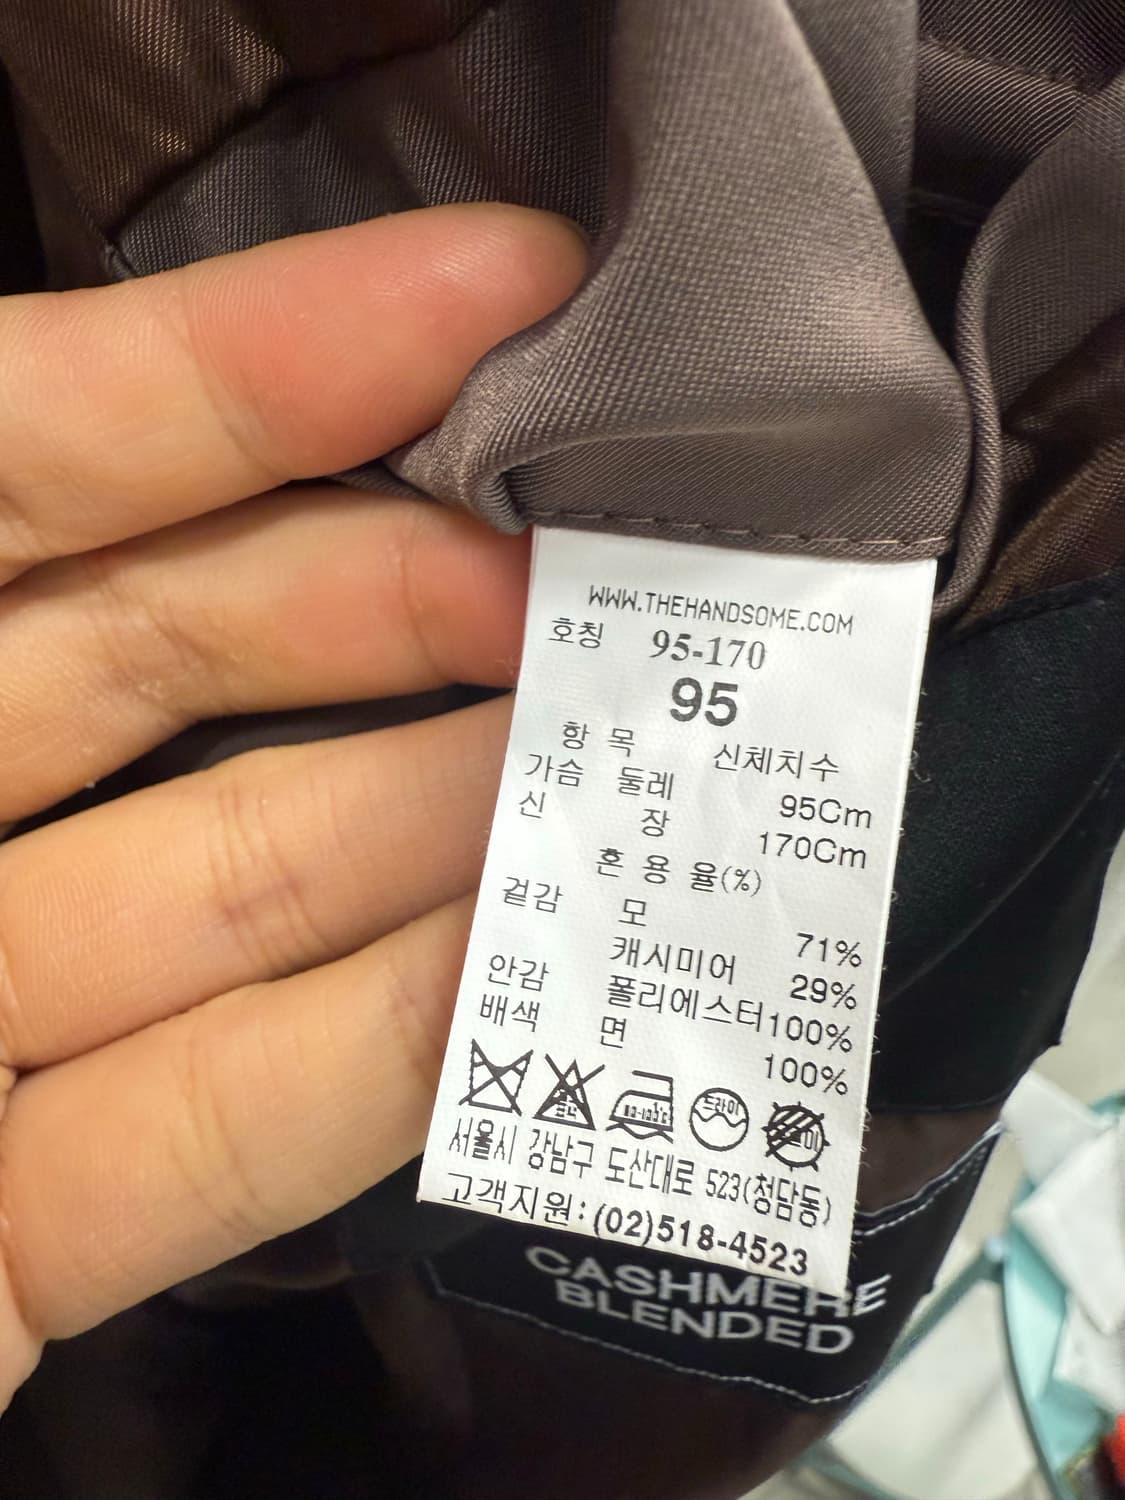 WWW.THEHANDSOME.COM
호칭 95-170
95
항 목 신체치수
가슴 둘레 95Cm
신 장 170Cm
혼 용 율(%)
겉감 모 71%
캐시미어 29%
안감 폴리에스터 100%
배색 면 100%
드라이
서울시 강남구 도산대로 523(청담동)
고객지원:(02)518-4523
CASHMERE
BLENDED